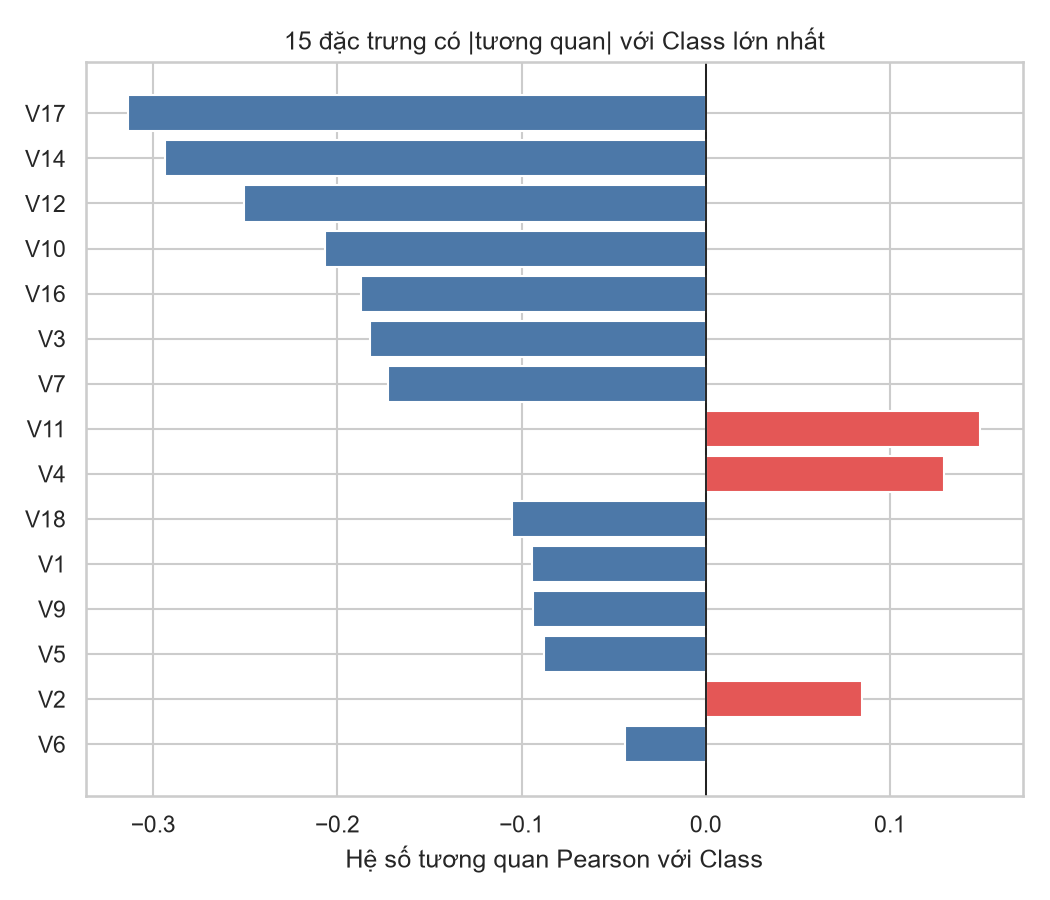 15 đặc trưng có |tương quan| với Class lớn nhất
V17
V14
V12
V10
V16
V3
V7
V11
V4
V18
V1
V9
V5
V2
V6
−0.3 −0.2 −0.1 0.0 0.1
Hệ số tương quan Pearson với Class